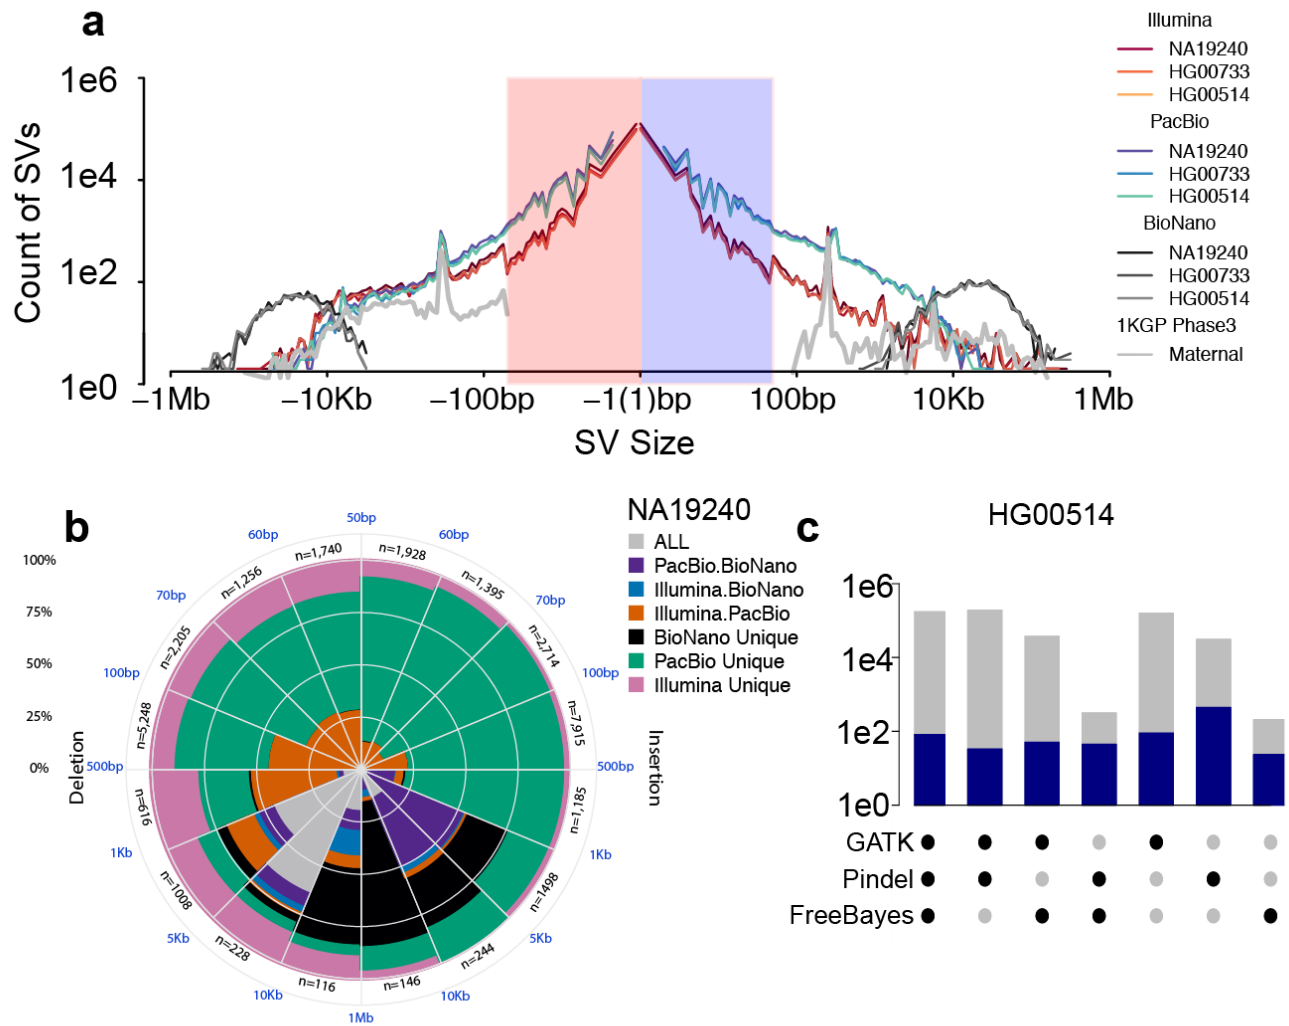 a
Illumina
NA19240
HG00733
HG00514
PacBio
NA19240
HG00733
HG00514
BioNano
NA19240
HG00733
HG00514
1KGP Phase3
Maternal
Count of SVs
1e6
1e4
1e2
1e0
−1Mb −10Kb −100bp −1(1)bp 100bp 10Kb 1Mb
SV Size
b
NA19240
ALL
PacBio.BioNano
Illumina.BioNano
Illumina.PacBio
BioNano Unique
PacBio Unique
Illumina Unique
100%
75%
50%
25%
0%
Deletion
Insertion
50bp
60bp
70bp
100bp
500bp
1Kb
5Kb
10Kb
1Mb
10Kb
5Kb
1Kb
500bp
100bp
70bp
60bp
n=1,928
n=1,395
n=2,714
n=7,915
n=1,185
n=1498
n=244
n=146
n=116
n=228
n=1008
n=616
n=5,248
n=2,205
n=1,256
n=1,740
c
HG00514
1e6
1e4
1e2
1e0
GATK
Pindel
FreeBayes